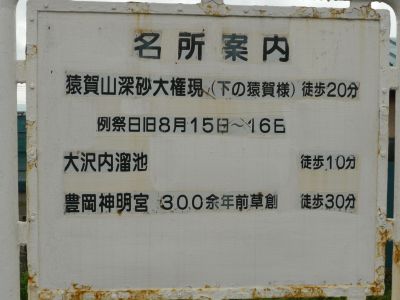 名所案内
猿賀山深砂大権現(下の猿賀様) 徒歩20分
例祭日旧8月15日〜16日
大沢内溜池 徒歩10分
豊岡神明宮 300余年前草創 徒歩30分